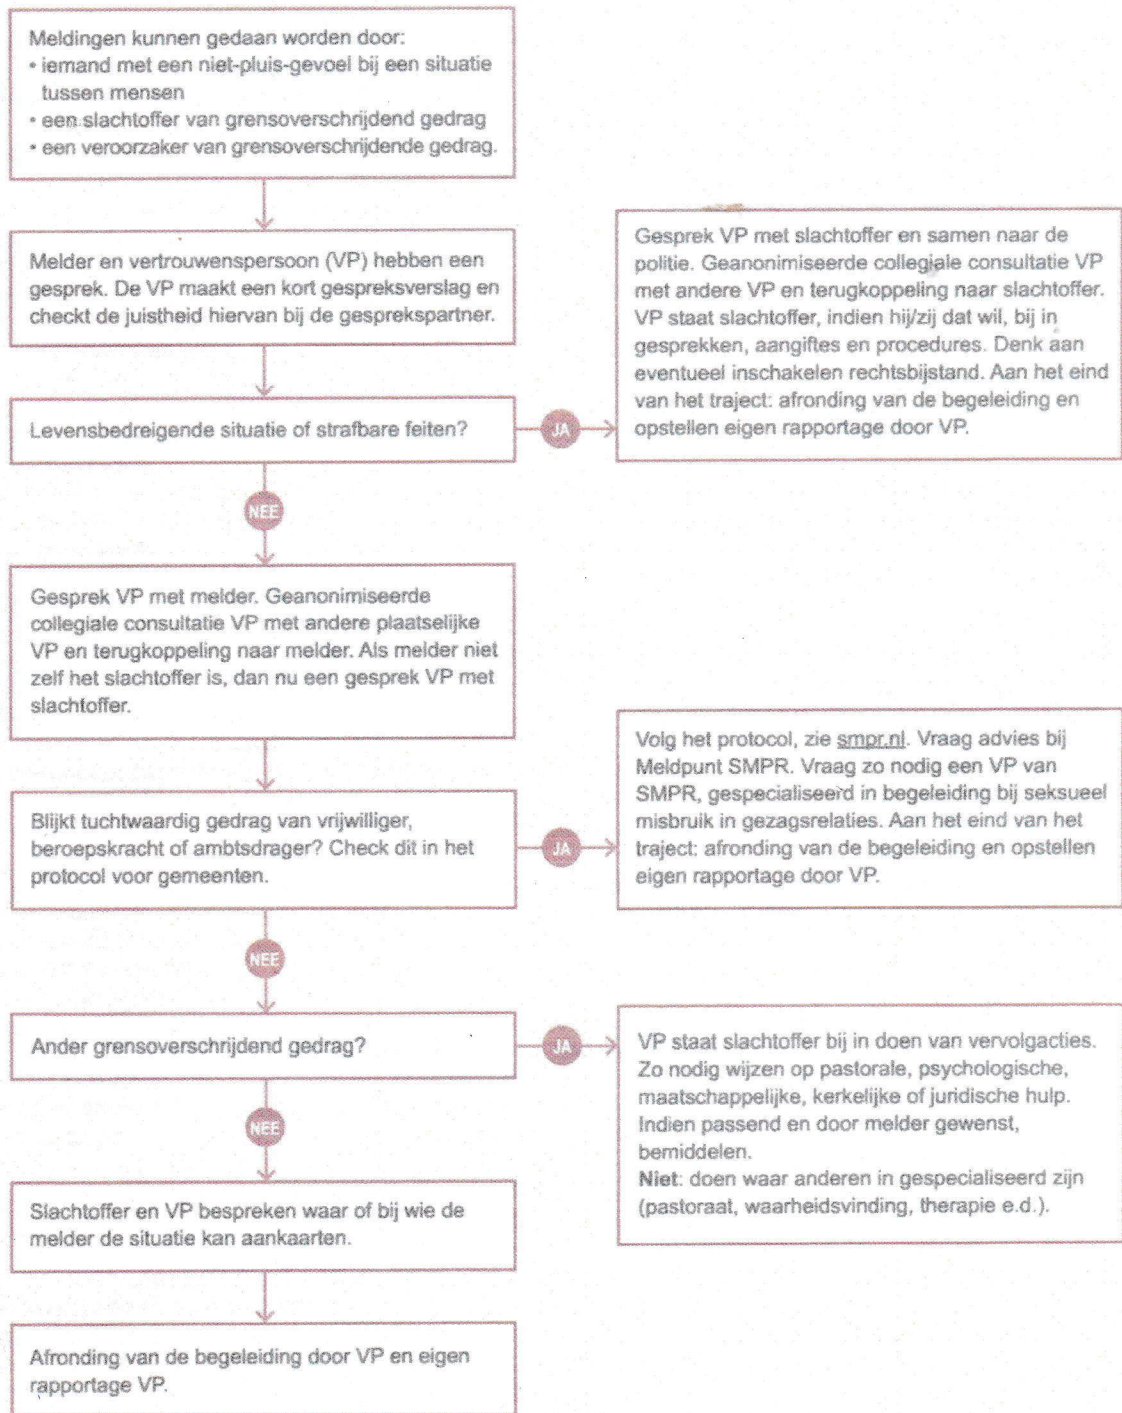 Meldingen kunnen gedaan worden door:
• iemand met een niet-pluis-gevoel bij een situatie
tussen mensen
• een slachtoffer van grensoverschrijdend gedrag
• een veroorzaker van grensoverschrijdende gedrag.
Melder en vertrouwenspersoon (VP) hebben een
gesprek. De VP maakt een kort gespreksverslag en
checkt de juistheid hiervan bij de gesprekspartner.
Levensbedreigende situatie of strafbare feiten?
JA
Gesprek VP met slachtoffer en samen naar de
politie. Geanonimiseerde collegiale consultatie VP
met andere VP en terugkoppeling naar slachtoffer.
VP staat slachtoffer, indien hij/zij dat wil, bij in
gesprekken, aangiftes en procedures. Denk aan
eventueel inschakelen rechtsbijstand. Aan het eind
van het traject: afronding van de begeleiding en
opstellen eigen rapportage door VP.
NEE
Gesprek VP met melder. Geanonimiseerde
collegiale consultatie VP met andere plaatselijke
VP en terugkoppeling naar melder. Als melder niet
zelf het slachtoffer is, dan nu een gesprek VP met
slachtoffer.
Blijkt tuchtwaardig gedrag van vrijwilliger,
beroepskracht of ambtsdrager? Check dit in het
protocol voor gemeenten.
JA
Volg het protocol, zie smpr.nl. Vraag advies bij
Meldpunt SMPR. Vraag zo nodig een VP van
SMPR, gespecialiseerd in begeleiding bij seksueel
misbruik in gezagsrelaties. Aan het eind van het
traject: afronding van de begeleiding en opstellen
eigen rapportage door VP.
NEE
Ander grensoverschrijdend gedrag?
JA
VP staat slachtoffer bij in doen van vervolgacties.
Zo nodig wijzen op pastorale, psychologische,
maatschappelijke, kerkelijke of juridische hulp.
Indien passend en door melder gewenst,
bemiddelen.
Niet: doen waar anderen in gespecialiseerd zijn
(pastoraat, waarheidsvinding, therapie e.d.).
NEE
Slachtoffer en VP bespreken waar of bij wie de
melder de situatie kan aankaarten.
Afronding van de begeleiding door VP en eigen
rapportage VP.